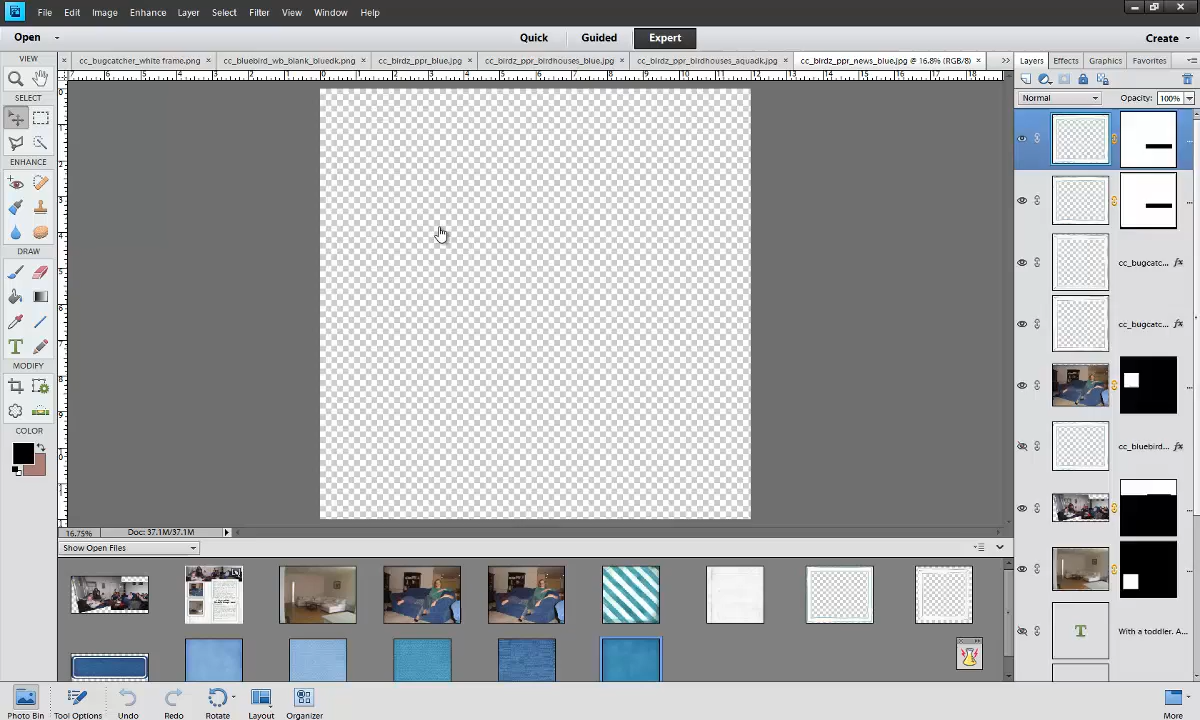 File Edit Image Enhance Layer Select Filter View Window Help
Open Quick Guided Expert Create
VIEW
cc_bugcatcher_white frame.png × cc_bluebird_wb_blank_bluedk.png × cc_birdz_ppr_blue.jpg × cc_birdz_ppr_birdhouses_blue.jpg × cc_birdz_ppr_birdhouses_aquadk.jpg × cc_birdz_ppr_news_blue.jpg @ 16.8% (RGB/8) ×
Layers Effects Graphics Favorites
SELECT
Normal Opacity: 100%
ENHANCE
DRAW
MODIFY
COLOR
cc_bugcatc...
cc_bugcatc...
cc_bluebird...
With a toddler. A...
16.75% Doc: 37.1M/37.1M
Show Open Files
Photo Bin Tool Options Undo Redo Rotate Layout Organizer More